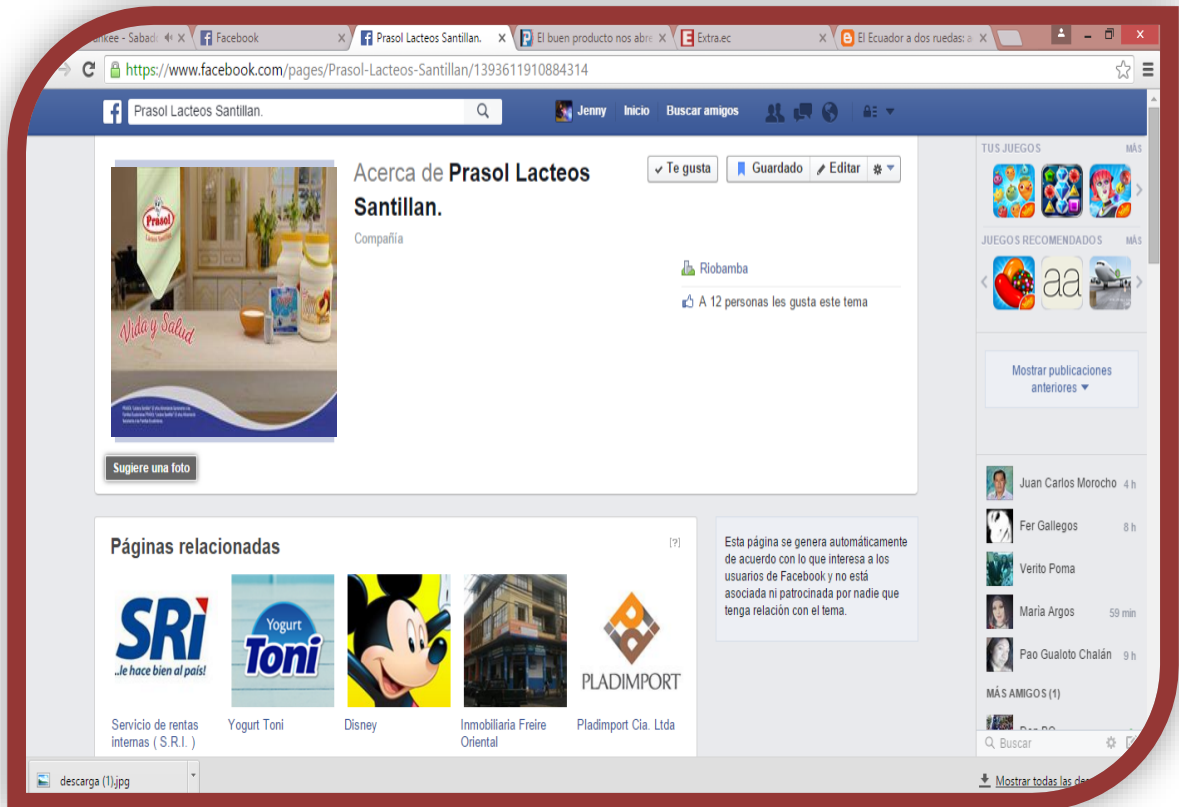 nkee - Sabad
Facebook
Prasol Lacteos Santillan.
El buen producto nos abre
Extra.ec
El Ecuador a dos ruedas: a
https://www.facebook.com/pages/Prasol-Lacteos-Santillan/1393611910884314
Prasol Lacteos Santillan.
Jenny Inicio Buscar amigos
Acerca de Prasol Lacteos
Santillan.
Compañía
Te gusta
Guardado
Editar
Riobamba
A 12 personas les gusta este tema
Prasol
Vida y Salud
Sugiere una foto
TUS JUEGOS MÁS
JUEGOS RECOMENDADOS MÁS
aa
Mostrar publicaciones
anteriores
Juan Carlos Morocho 4 h
Fer Gallegos 8 h
Verito Poma
Maria Argos 59 min
Pao Gualoto Chalán 9 h
MÁS AMIGOS (1)
Buscar
Páginas relacionadas [?]
SRi
..le hace bien al país!
Yogurt
Toni
PLADIMPORT
Servicio de rentas
internas ( S.R.I. )
Yogurt Toni
Disney
Inmobiliaria Freire
Oriental
Pladimport Cia. Ltda
Esta página se genera automáticamente
de acuerdo con lo que interesa a los
usuarios de Facebook y no está
asociada ni patrocinada por nadie que
tenga relación con el tema.
descarga (1).jpg
Mostrar todas las des